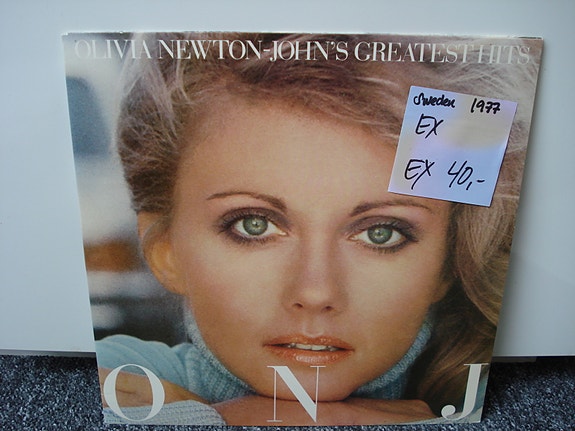 OLIVIA NEWTON-JOHN'S GREATEST HITS
Sweden 1977
EX
EX 40,-
O N J